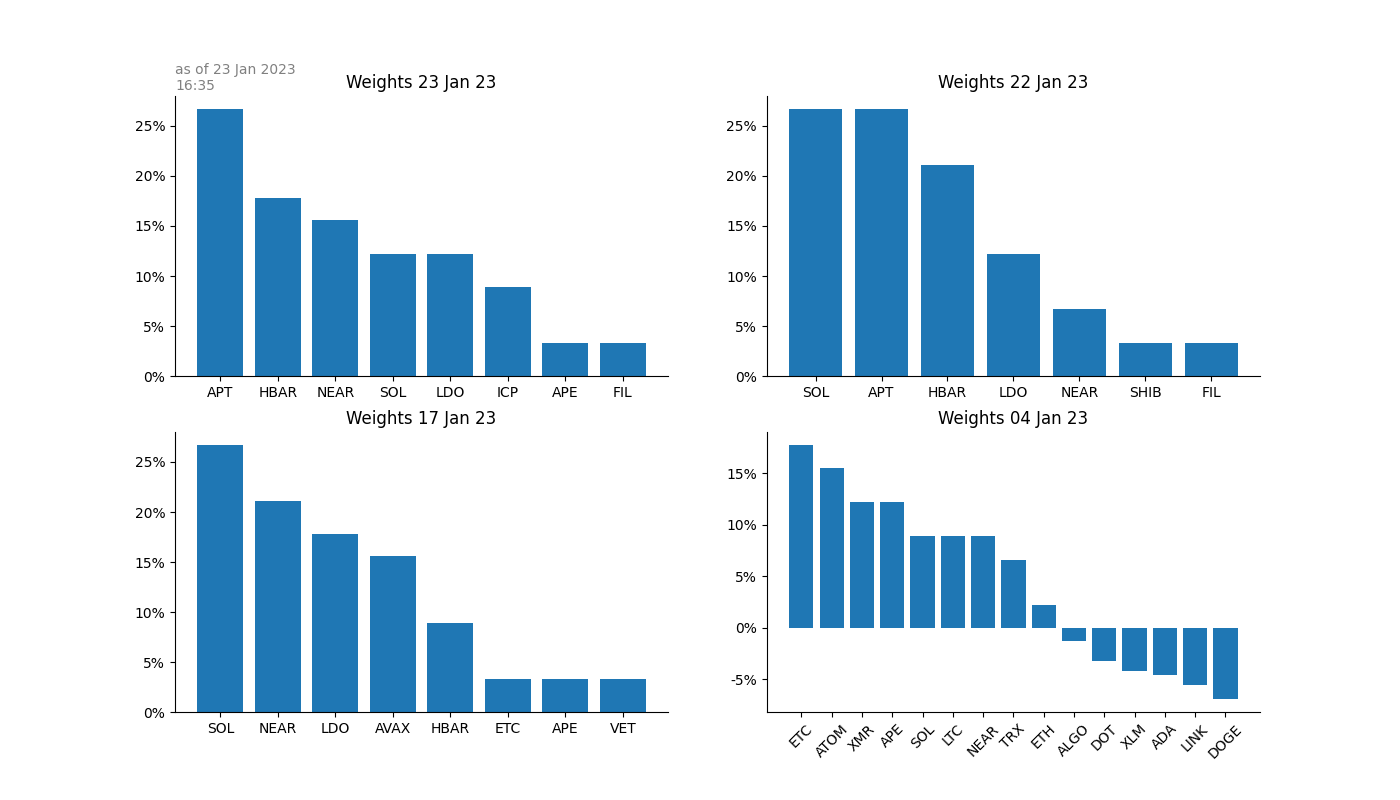 as of 23 Jan 2023
16:35
Weights 23 Jan 23
25%
20%
15%
10%
5%
0%
APT HBAR NEAR SOL LDO ICP APE FIL
Weights 22 Jan 23
25%
20%
15%
10%
5%
0%
SOL APT HBAR LDO NEAR SHIB FIL
Weights 17 Jan 23
25%
20%
15%
10%
5%
0%
SOL NEAR LDO AVAX HBAR ETC APE VET
Weights 04 Jan 23
15%
10%
5%
0%
-5%
ETC ATOM XMR APE SOL LTC NEAR TRX ETH ALGO DOT XLM ADA LINK DOGE